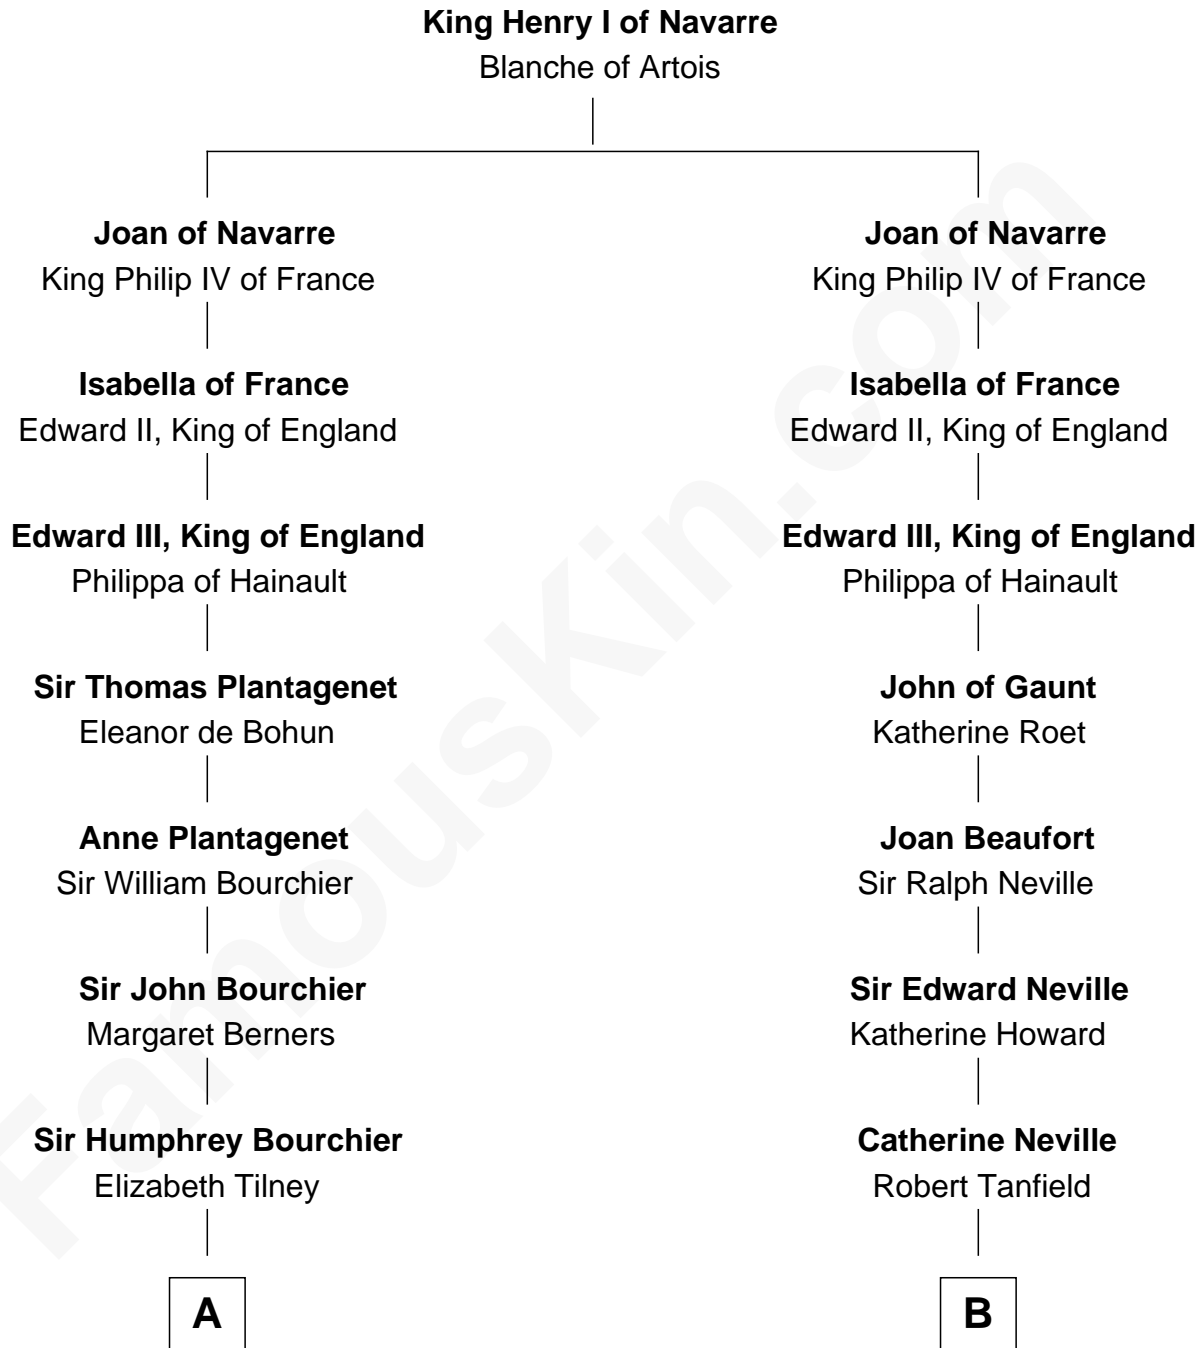 King Henry I of Navarre
Blanche of Artois
Joan of Navarre
King Philip IV of France
Joan of Navarre
King Philip IV of France
Isabella of France
Edward II, King of England
Isabella of France
Edward II, King of England
Edward III, King of England
Philippa of Hainault
Edward III, King of England
Philippa of Hainault
Sir Thomas Plantagenet
Eleanor de Bohun
John of Gaunt
Katherine Roet
Anne Plantagenet
Sir William Bourchier
Joan Beaufort
Sir Ralph Neville
Sir John Bourchier
Margaret Berners
Sir Edward Neville
Katherine Howard
Sir Humphrey Bourchier
Elizabeth Tilney
Catherine Neville
Robert Tanfield
A
B
FamousKin.com